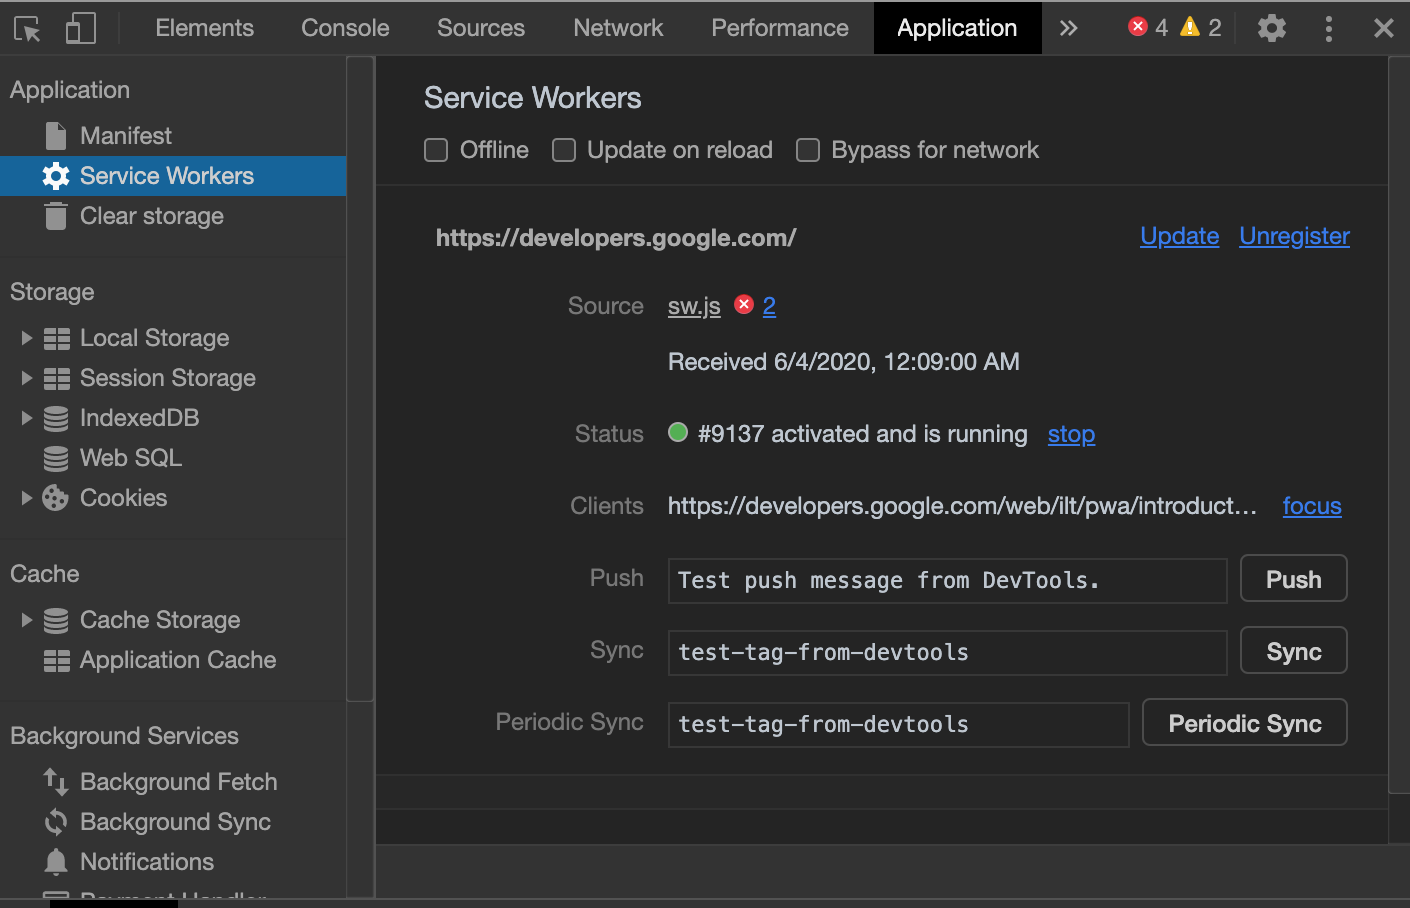 Elements Console Sources Network Performance Application 4 2
Application
Manifest
Service Workers
Clear storage
Storage
Local Storage
Session Storage
IndexedDB
Web SQL
Cookies
Cache
Cache Storage
Application Cache
Background Services
Background Fetch
Background Sync
Notifications
Payment Handler
Service Workers
Offline Update on reload Bypass for network
https://developers.google.com/ Update Unregister
Source sw.js 2
Received 6/4/2020, 12:09:00 AM
Status #9137 activated and is running stop
Clients https://developers.google.com/web/ilt/pwa/introduct… focus
Push Test push message from DevTools. Push
Sync test-tag-from-devtools Sync
Periodic Sync test-tag-from-devtools Periodic Sync